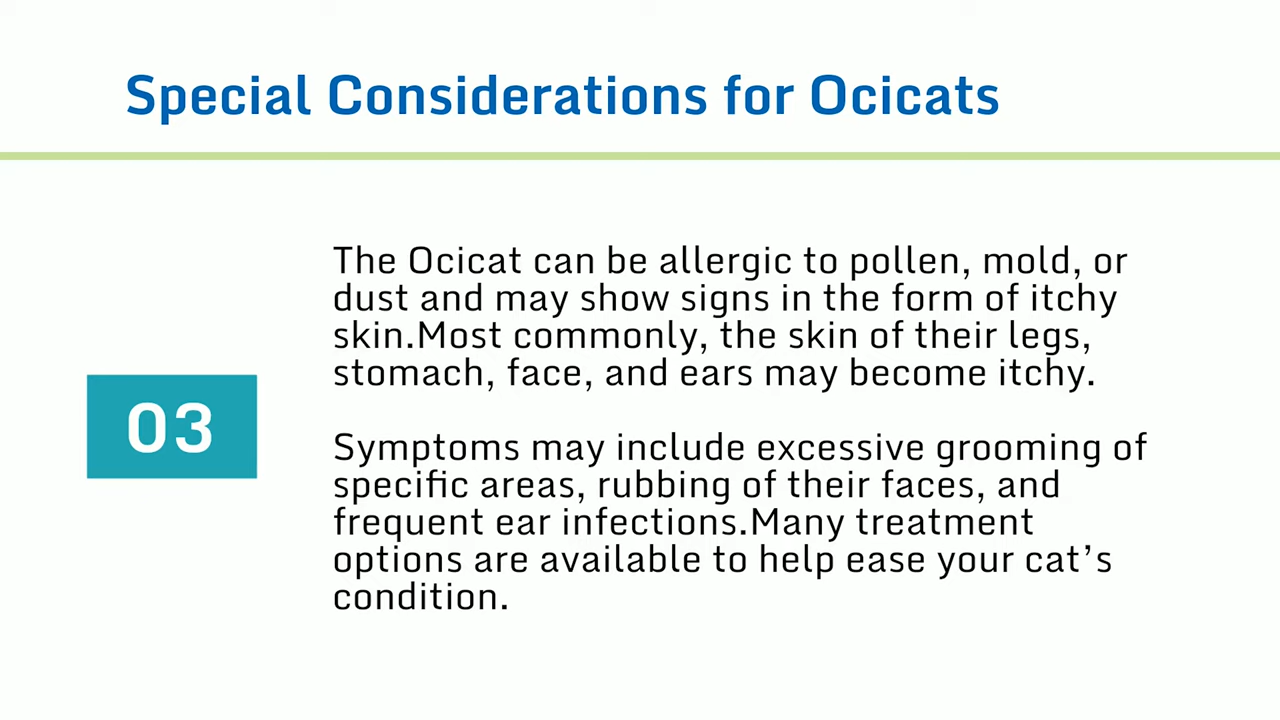 Special Considerations for Ocicats
The Ocicat can be allergic to pollen, mold, or
dust and may show signs in the form of itchy
skin.Most commonly, the skin of their legs,
stomach, face, and ears may become itchy.
03
Symptoms may include excessive grooming of
specific areas, rubbing of their faces, and
frequent ear infections.Many treatment
options are available to help ease your cat’s
condition.